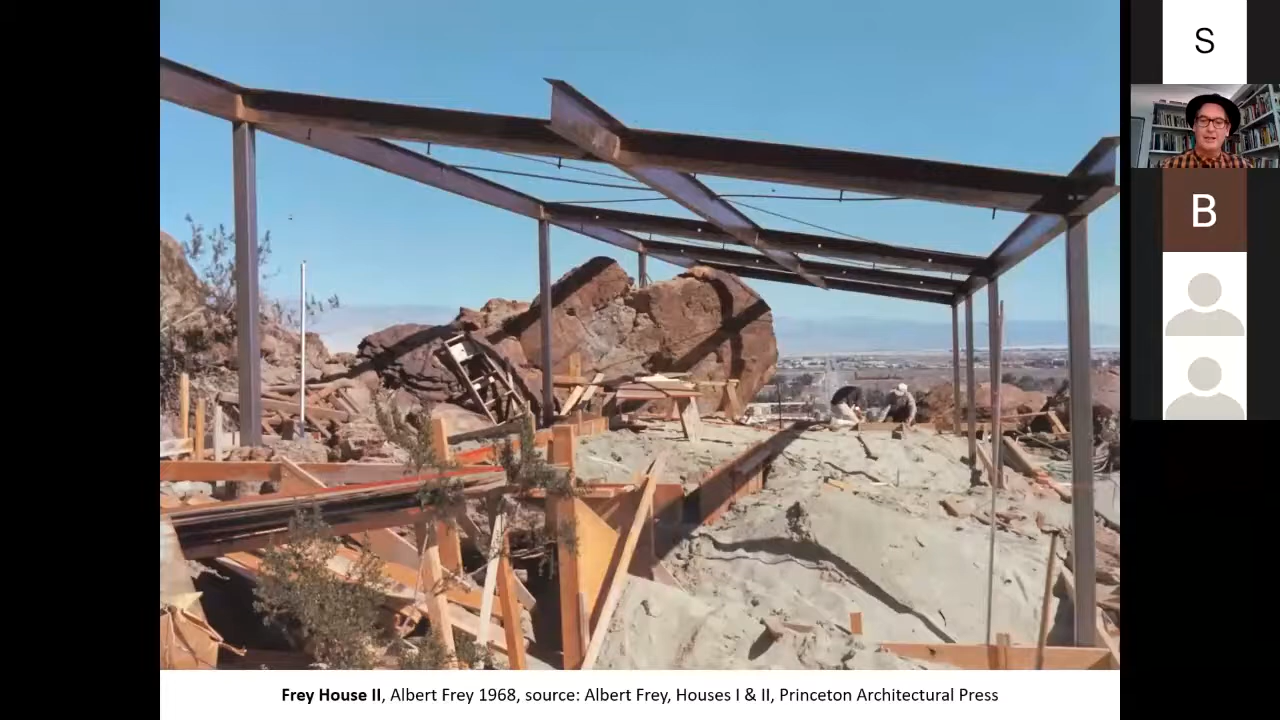 S
B
Frey House II, Albert Frey 1968, source: Albert Frey, Houses I & II, Princeton Architectural Press